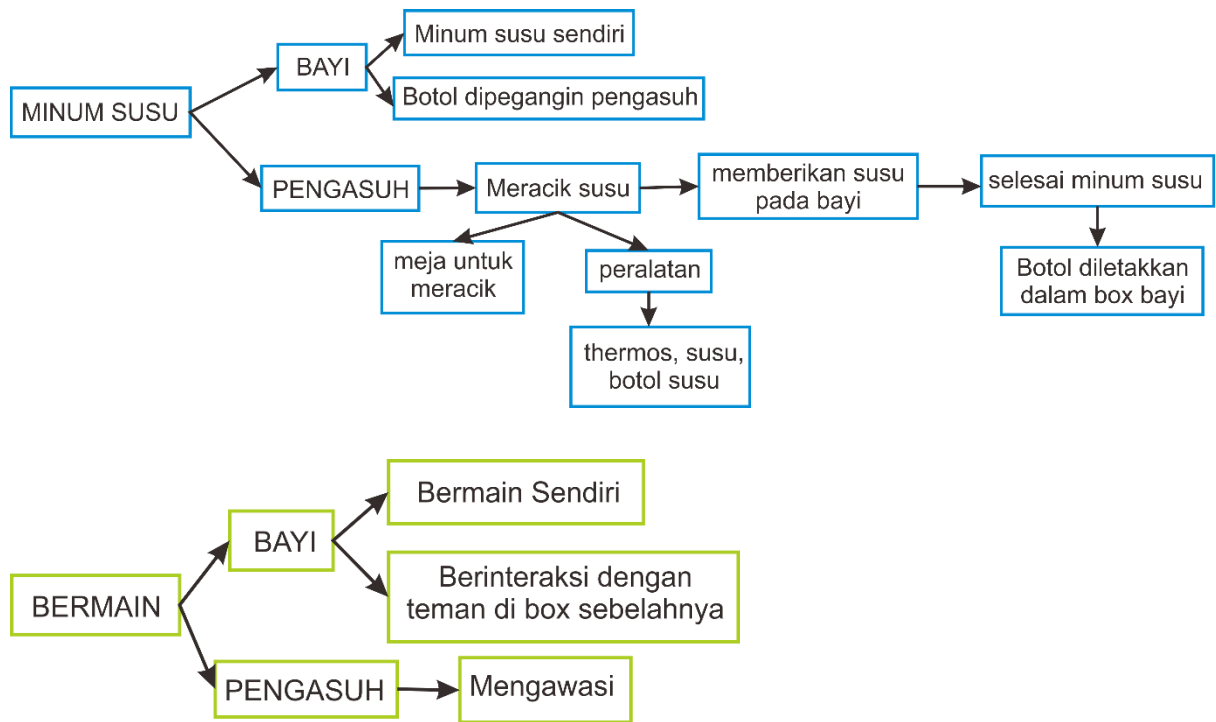 Minum susu sendiri
BAYI
Botol dipegangin pengasuh
MINUM SUSU
PENGASUH
Meracik susu
memberikan susu
pada bayi
selesai minum susu
meja untuk
meracik
peralatan
Botol diletakkan
dalam box bayi
thermos, susu,
botol susu
Bermain Sendiri
BAYI
Berinteraksi dengan
teman di box sebelahnya
BERMAIN
PENGASUH
Mengawasi